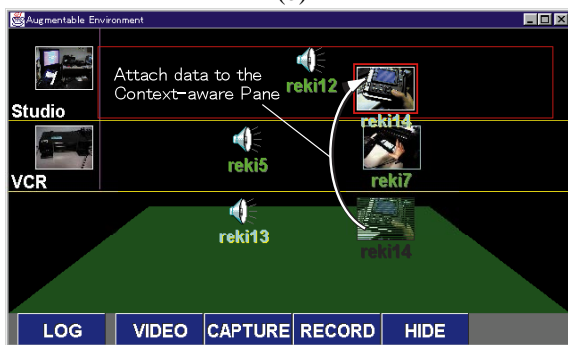 Augmentable Environment
Attach data to the
Context-aware Pane
reki12
reki14
Studio
reki5
reki7
VCR
reki13
reki14
LOG VIDEO CAPTURE RECORD HIDE